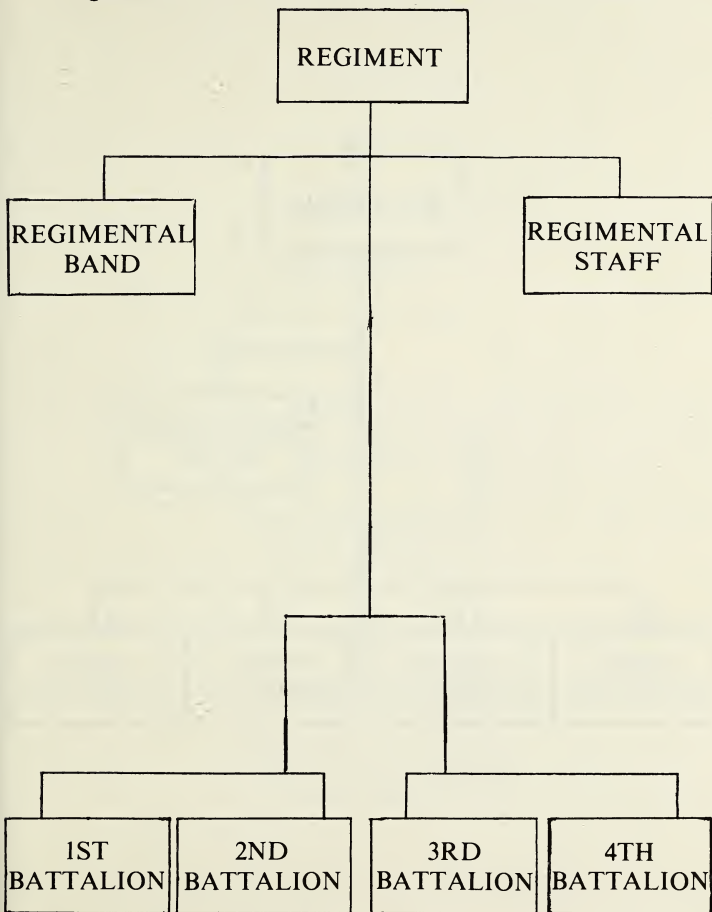 REGIMENT
REGIMENTAL
BAND
REGIMENTAL
STAFF
1ST
BATTALION
2ND
BATTALION
3RD
BATTALION
4TH
BATTALION